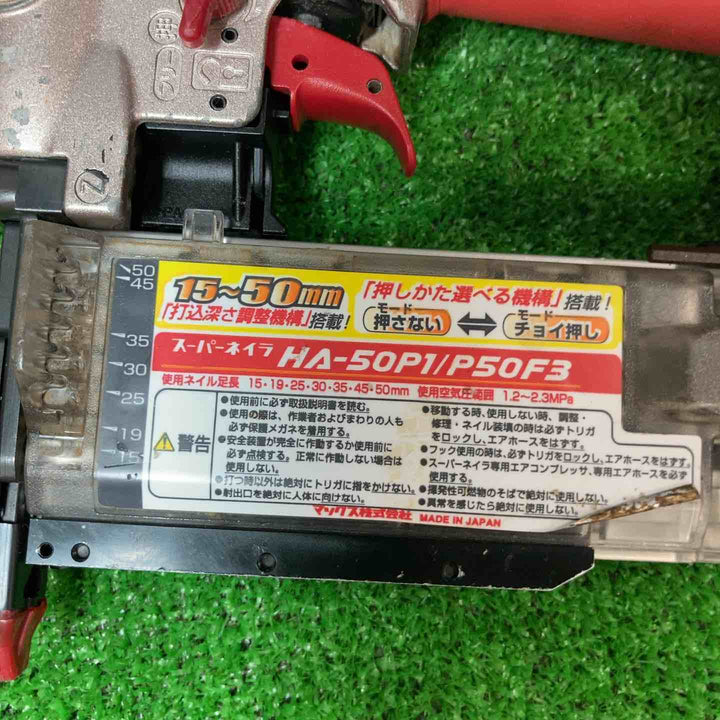 フリー
押
Z
50
45
35
30
25
19
15
15~50mm
「打込深さ調整機構」搭載!
「押しかた選べる機構」搭載!
モード 押さない ⇔ モード チョイ押し
スーパーネイラ HA-50P1/P50F3
使用ネイル足長 15・19・25・30・35・45・50mm 使用空気圧範囲 1.2~2.3MPa
警告
●使用前に必ず取扱説明書を読む。
●使用の際は、作業者およびまわりの人も
必ず保護メガネを着用する。
●安全装置が完全に作動するか使用前に
必ず点検する。正常に作動しない場合は
使用しない。
●打つ時以外は絶対にトリガに指をかけない。
●射出口を絶対に人体に向けない。
●移動する時、使用しない時、調整・
修理・ネイル装填の時は必ずトリガ
をロックし、エアホースをはずす。
●フック使用の時は、必ずトリガをロックし、エアホースをはずす。
●スーパーネイラ専用エアコンプレッサ、専用エアホースを必ず
使用する。
●揮発性可燃物のそばで絶対に使用しない。
●異常を感じたら絶対に使用しない。
マックス株式会社 MADE IN JAPAN